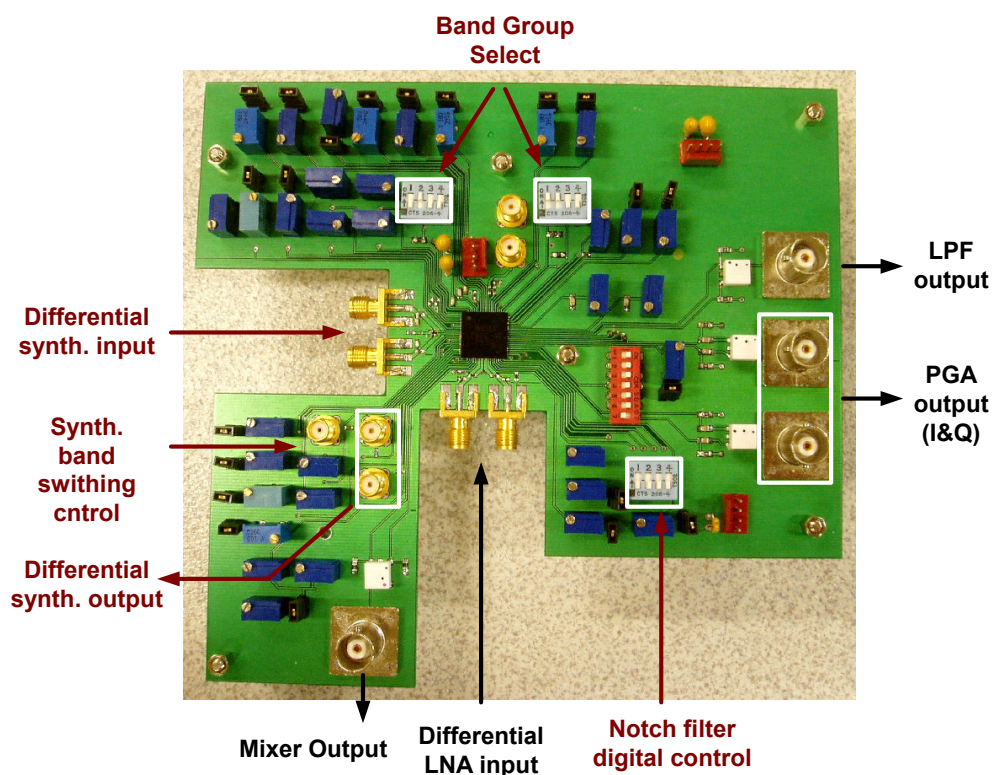 Band Group
Select
1 2 3 4
CTS 206-4
1 2 3 4
CTS 206-4
LPF
output
Differential
synth. input
PGA
output
(I&Q)
Synth.
band
swithing
cntrol
1 2 3 4
CTS 206-4
Differential
synth. output
Mixer Output
Differential
LNA input
Notch filter
digital control